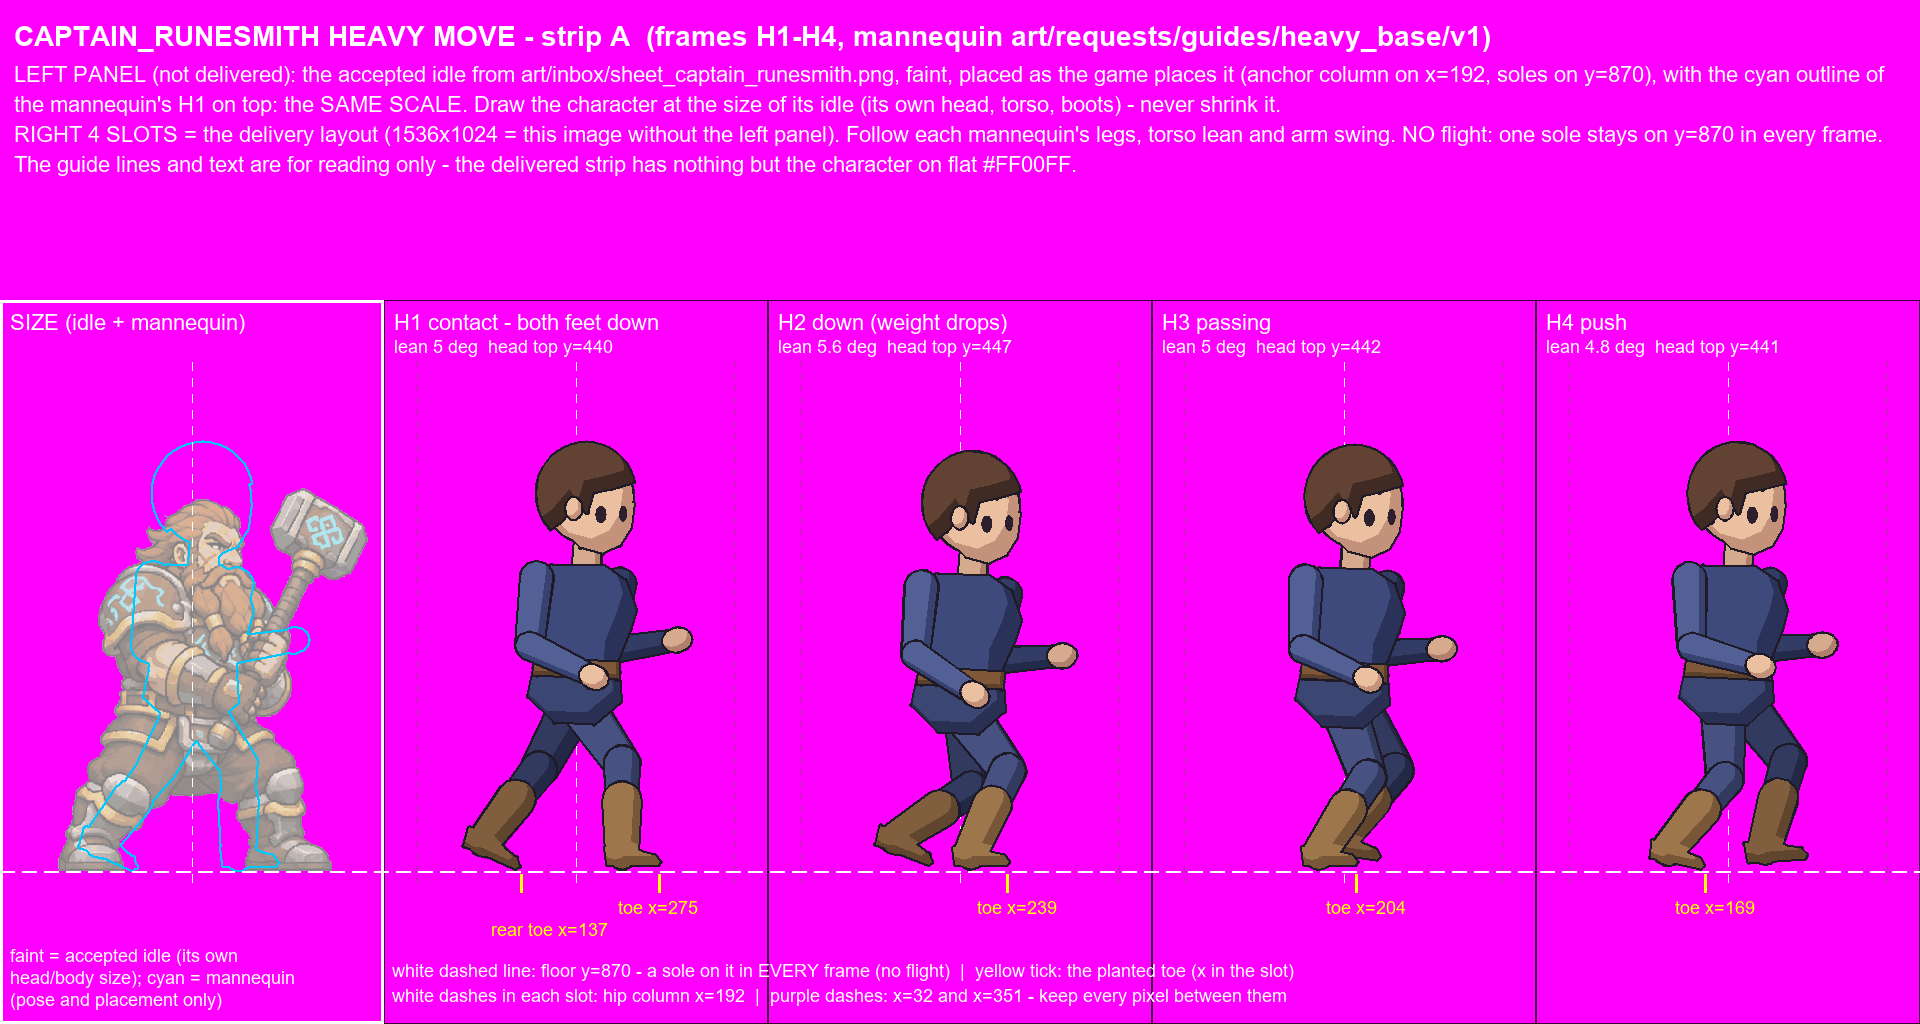 CAPTAIN_RUNESMITH HEAVY MOVE - strip A  (frames H1-H4, mannequin art/requests/guides/heavy_base/v1)
LEFT PANEL (not delivered): the accepted idle from art/inbox/sheet_captain_runesmith.png, faint, placed as the game places it (anchor column on x=192, soles on y=870), with the cyan outline of
the mannequin's H1 on top: the SAME SCALE. Draw the character at the size of its idle (its own head, torso, boots) - never shrink it.
RIGHT 4 SLOTS = the delivery layout (1536x1024 = this image without the left panel). Follow each mannequin's legs, torso lean and arm swing. NO flight: one sole stays on y=870 in every frame.
The guide lines and text are for reading only - the delivered strip has nothing but the character on flat #FF00FF.
SIZE (idle + mannequin)
H1 contact - both feet down
lean 5 deg  head top y=440
H2 down (weight drops)
lean 5.6 deg  head top y=447
H3 passing
lean 5 deg  head top y=442
H4 push
lean 4.8 deg  head top y=441
toe x=275
rear toe x=137
toe x=239
toe x=204
toe x=169
faint = accepted idle (its own
head/body size); cyan = mannequin
(pose and placement only)
white dashed line: floor y=870 - a sole on it in EVERY frame (no flight)  |  yellow tick: the planted toe (x in the slot)
white dashes in each slot: hip column x=192  |  purple dashes: x=32 and x=351 - keep every pixel between them